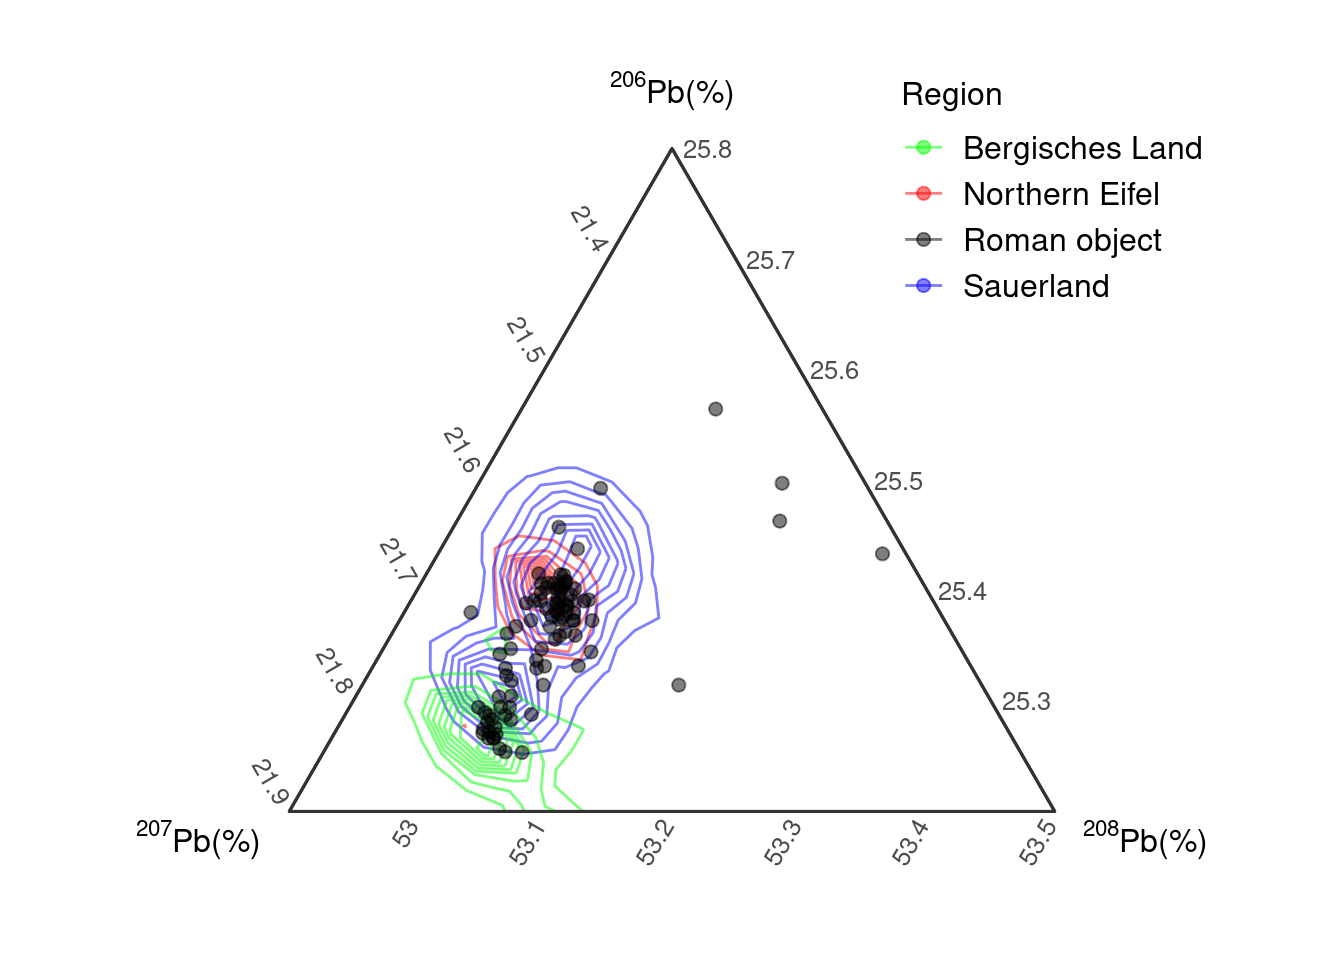 ²⁰⁶Pb(%)
Region
Bergisches Land
Northern Eifel
Roman object
Sauerland
25.8
25.7
25.6
25.5
25.4
25.3
21.4
21.5
21.6
21.7
21.8
21.9
²⁰⁷Pb(%)
53
53.1
53.2
53.3
53.4
53.5
²⁰⁸Pb(%)